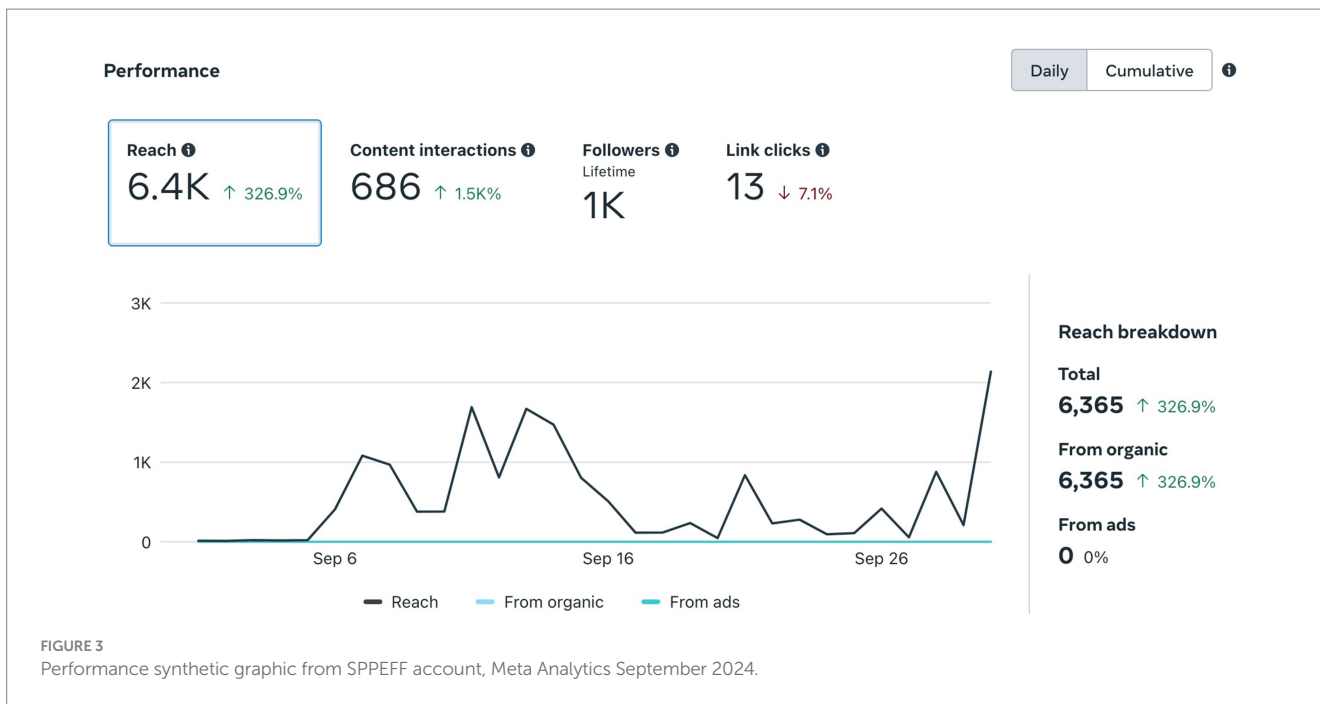 Performance
Daily Cumulative
Reach
6.4K ↑ 326.9%
Content interactions
686 ↑ 1.5K%
Followers
Lifetime
1K
Link clicks
13 ↓ 7.1%
3K
2K
1K
0
Sep 6 Sep 16 Sep 26
Reach From organic From ads
Reach breakdown
Total
6,365 ↑ 326.9%
From organic
6,365 ↑ 326.9%
From ads
0 0%
FIGURE 3
Performance synthetic graphic from SPPEFF account, Meta Analytics September 2024.